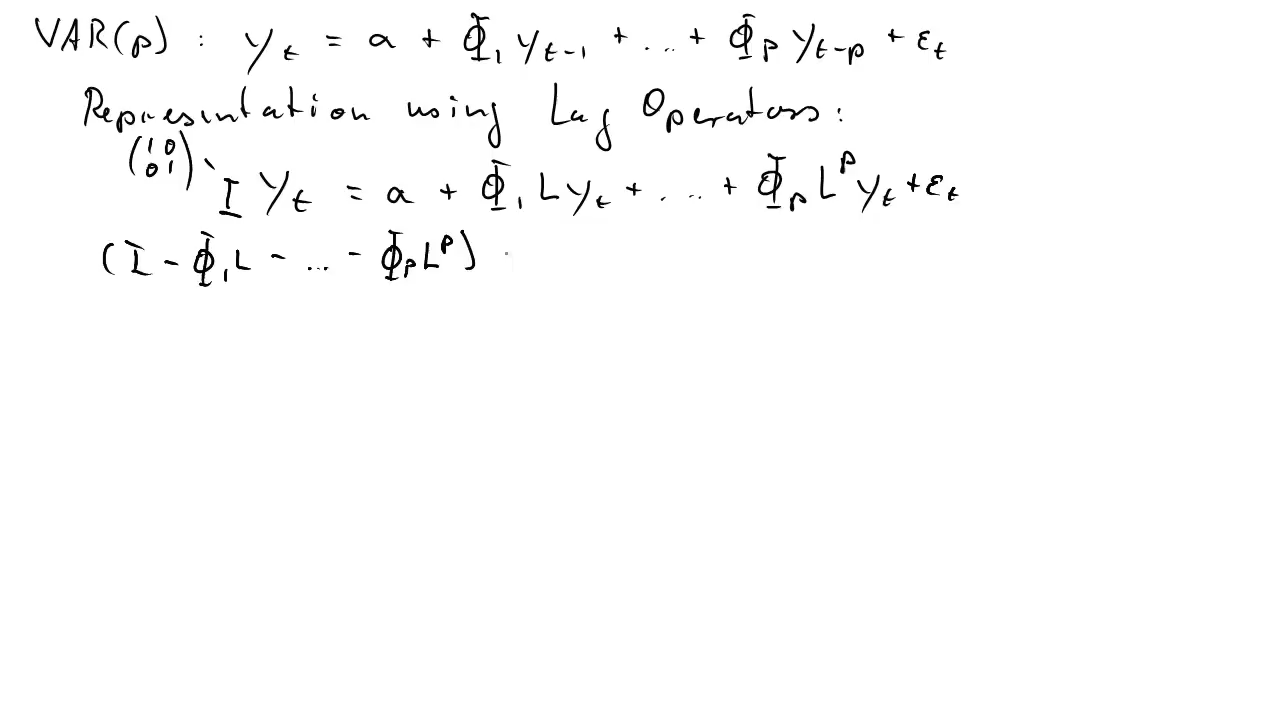 VAR(p) : y_t = a + Φ_1 y_{t-1} + ... + Φ_p y_{t-p} + ε_t
Representation using Lag Operators:
(1 0
0 1)
I y_t = a + Φ_1 L y_t + ... + Φ_p L^p y_t + ε_t
(I - Φ_1 L - ... - Φ_p L^p)